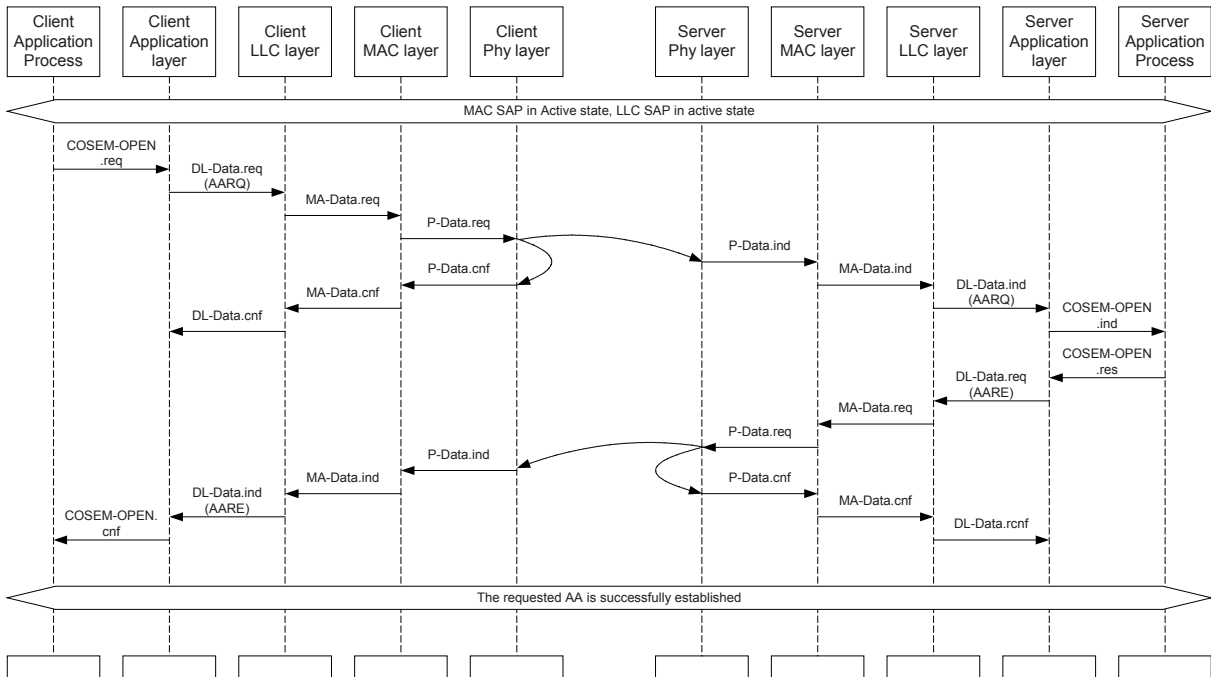 Client
Application
Process
Client
Application
layer
Client
LLC layer
Client
MAC layer
Client
Phy layer
Server
Phy layer
Server
MAC layer
Server
LLC layer
Server
Application
layer
Server
Application
Process
MAC SAP in Active state, LLC SAP in active state
COSEM-OPEN
.req
DL-Data.req
(AARQ)
MA-Data.req
P-Data.req
P-Data.ind
P-Data.cnf
MA-Data.ind
MA-Data.cnf
DL-Data.ind
(AARQ)
DL-Data.cnf
COSEM-OPEN
.ind
COSEM-OPEN
.res
DL-Data.req
(AARE)
MA-Data.req
P-Data.req
P-Data.ind
P-Data.cnf
MA-Data.ind
MA-Data.cnf
DL-Data.ind
(AARE)
DL-Data.rcnf
COSEM-OPEN.
cnf
The requested AA is successfully established